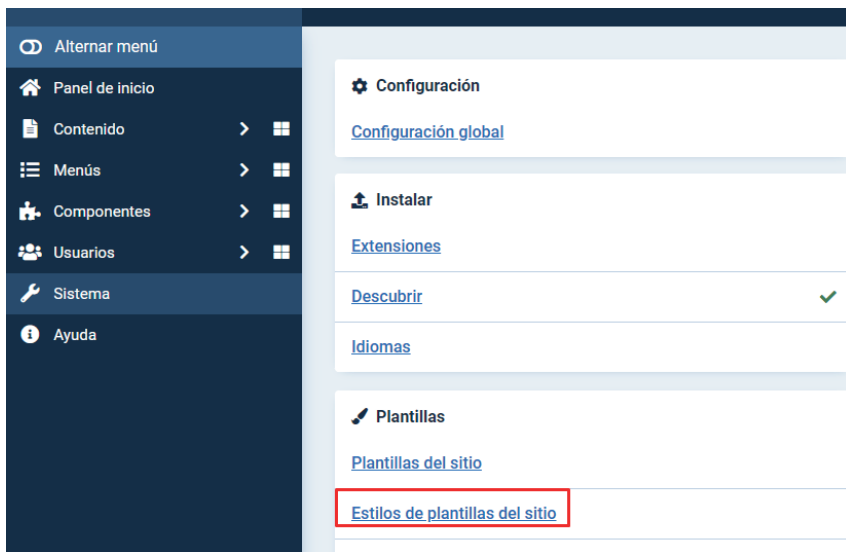 Alternar menú
Panel de inicio
Contenido
Menús
Componentes
Usuarios
Sistema
Ayuda
Configuración
Configuración global
Instalar
Extensiones
Descubrir
Idiomas
Plantillas
Plantillas del sitio
Estilos de plantillas del sitio